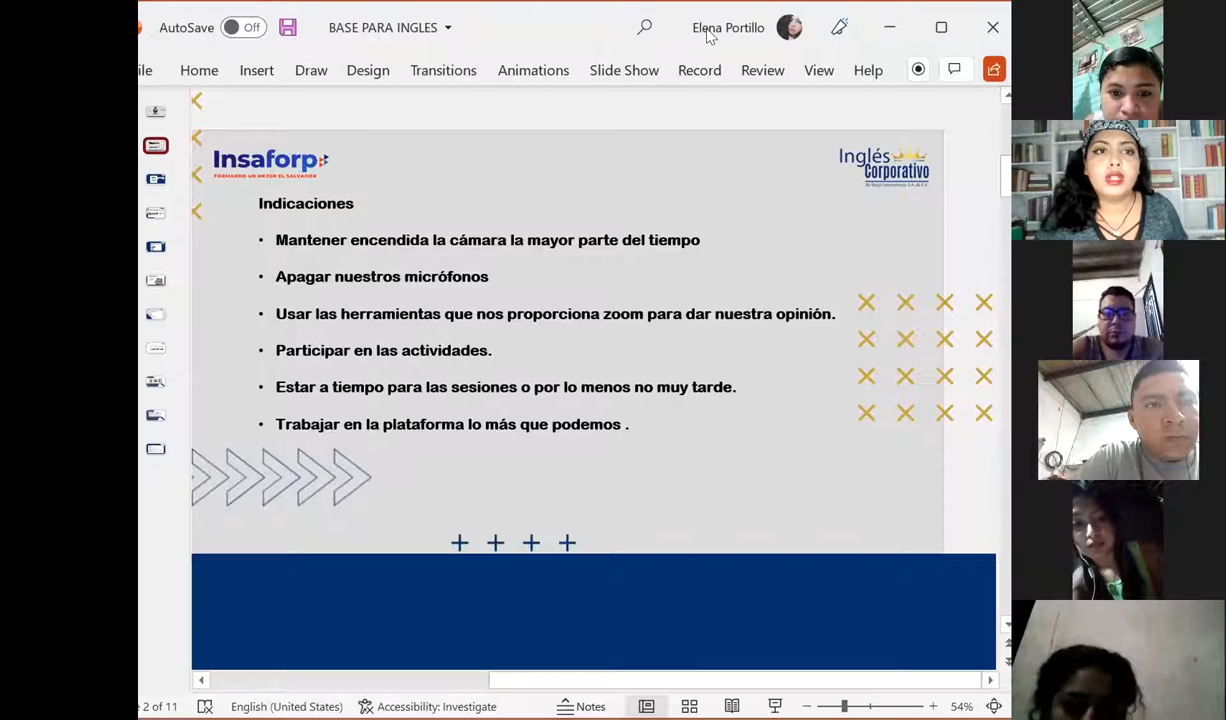 AutoSave Off BASE PARA INGLES Elena Portillo
ile Home Insert Draw Design Transitions Animations Slide Show Record Review View Help
Insaforp
FORMANDO UN MEJOR EL SALVADOR
Inglés
Corporativo
Indicaciones
• Mantener encendida la cámara la mayor parte del tiempo
• Apagar nuestros micrófonos
• Usar las herramientas que nos proporciona zoom para dar nuestra opinión.
• Participar en las actividades.
• Estar a tiempo para las sesiones o por lo menos no muy tarde.
• Trabajar en la plataforma lo más que podemos .
e 2 of 11 English (United States) Accessibility: Investigate Notes 54%